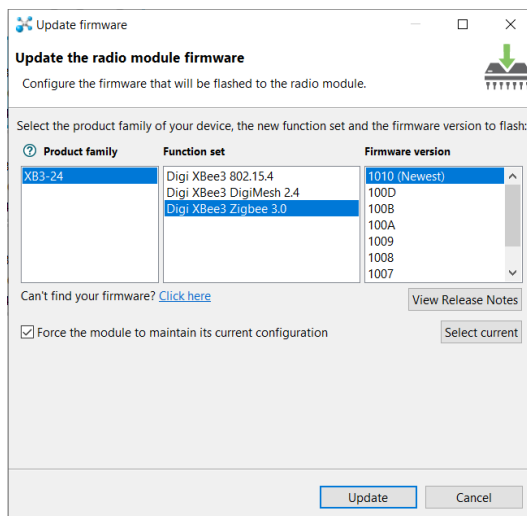 Update firmware
Update the radio module firmware
Configure the firmware that will be flashed to the radio module.
Select the product family of your device, the new function set and the firmware version to flash:
Product family
Function set
Firmware version
XB3-24
Digi XBee3 802.15.4
Digi XBee3 DigiMesh 2.4
Digi XBee3 Zigbee 3.0
1010 (Newest)
100D
100B
100A
1009
1008
1007
Can't find your firmware? Click here
View Release Notes
Force the module to maintain its current configuration
Select current
Update
Cancel